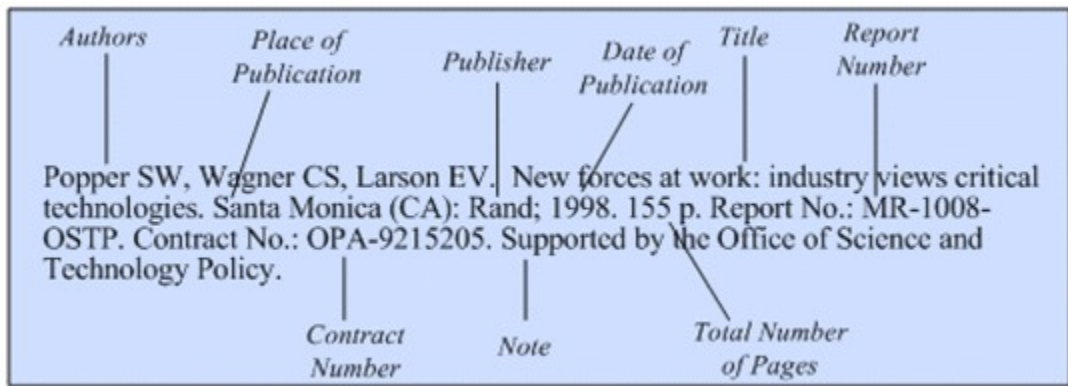 Authors
Place of
Publication
Publisher
Date of
Publication
Title
Report
Number
Popper SW, Wagner CS, Larson EV. New forces at work: industry views critical
technologies. Santa Monica (CA): Rand; 1998. 155 p. Report No.: MR-1008-
OSTP. Contract No.: OPA-9215205. Supported by the Office of Science and
Technology Policy.
Contract
Number
Note
Total Number
of Pages